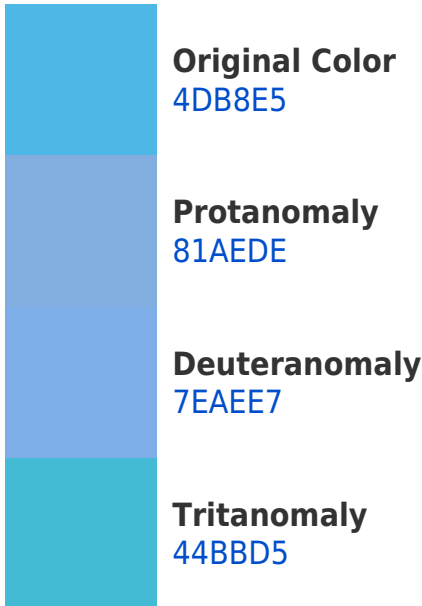 Original Color
4DB8E5
Protanomaly
81AEDE
Deuteranomaly
7EAEE7
Tritanomaly
44BBD5